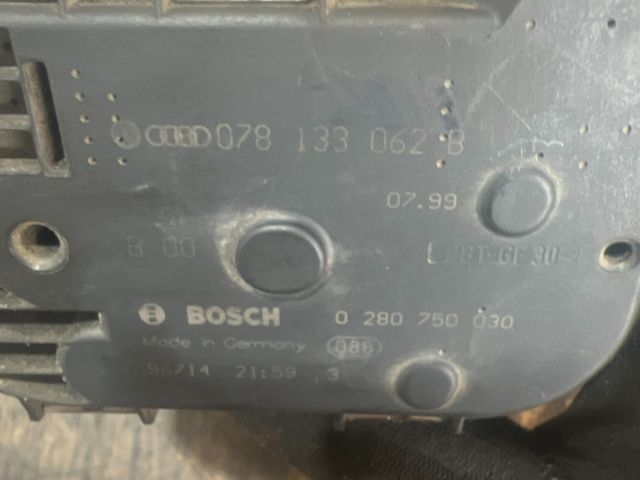 078 133 062 B
07.99
B 00
BOSCH 0 280 750 030
Made in Germany 086
96714 21:59 3